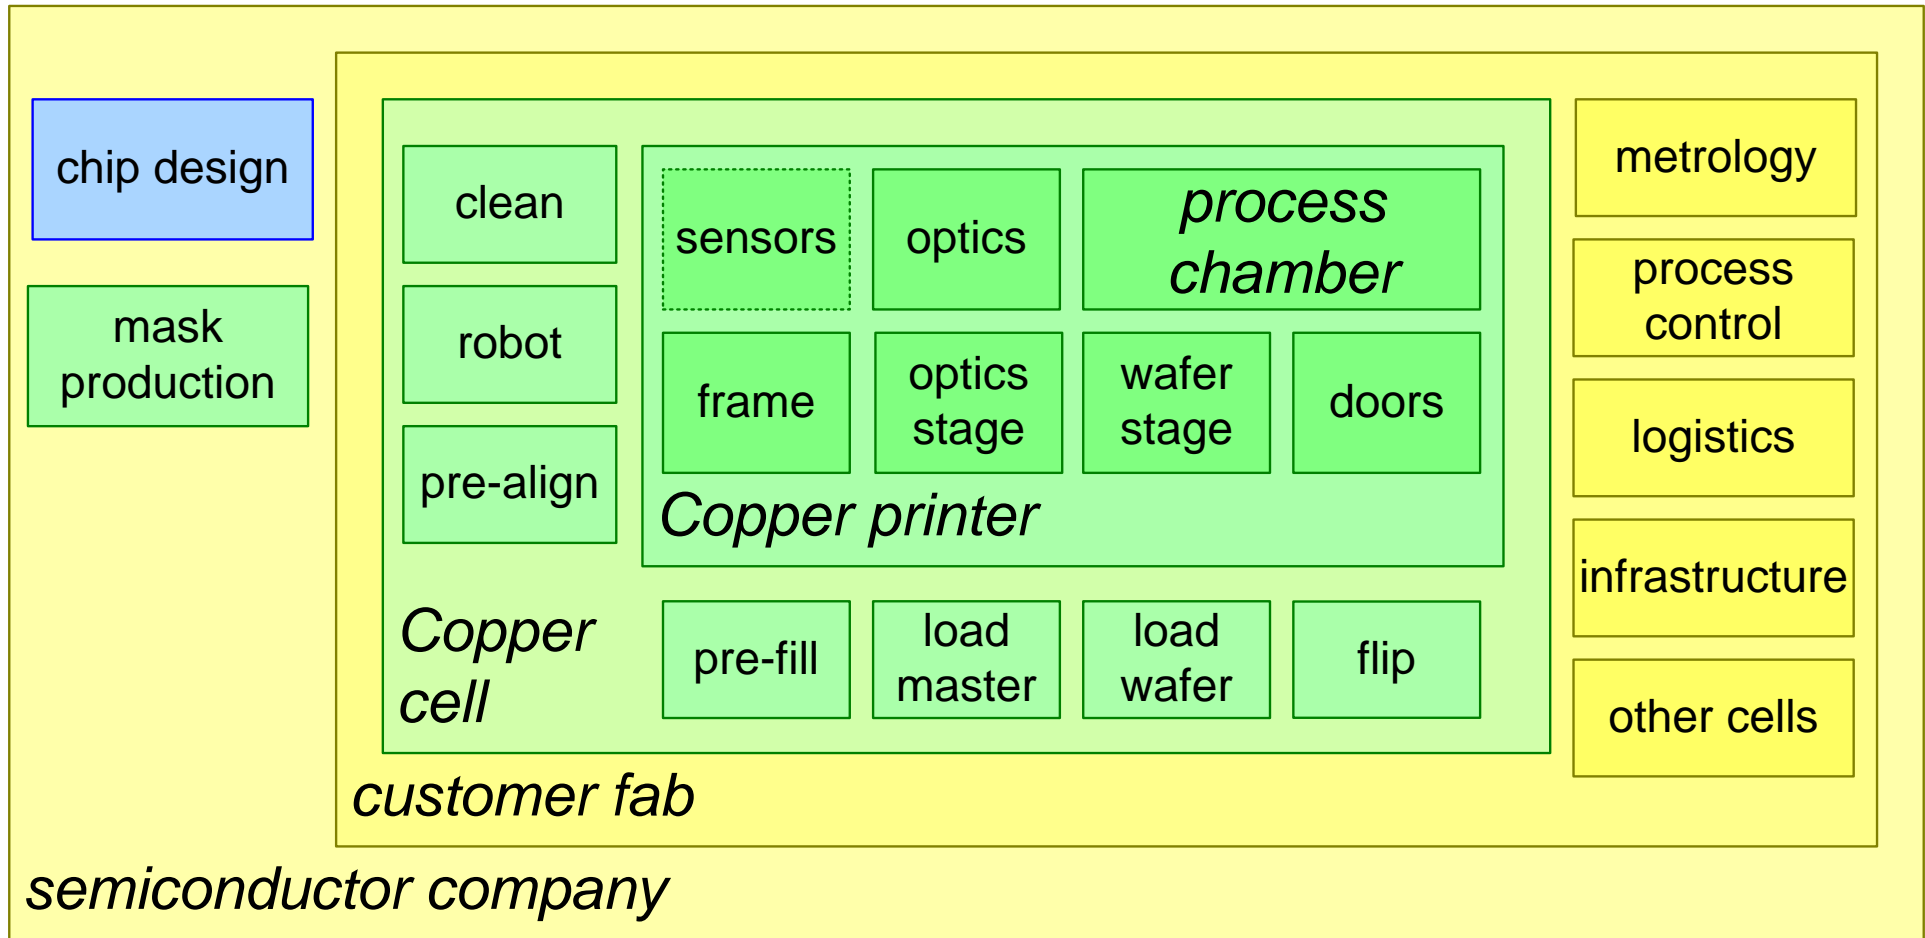 chip design
mask
production
clean
robot
pre-align
sensors
optics
process
chamber
frame
optics
stage
wafer
stage
doors
Copper printer
Copper
cell
pre-fill
load
master
load
wafer
flip
metrology
process
control
logistics
infrastructure
other cells
customer fab
semiconductor company